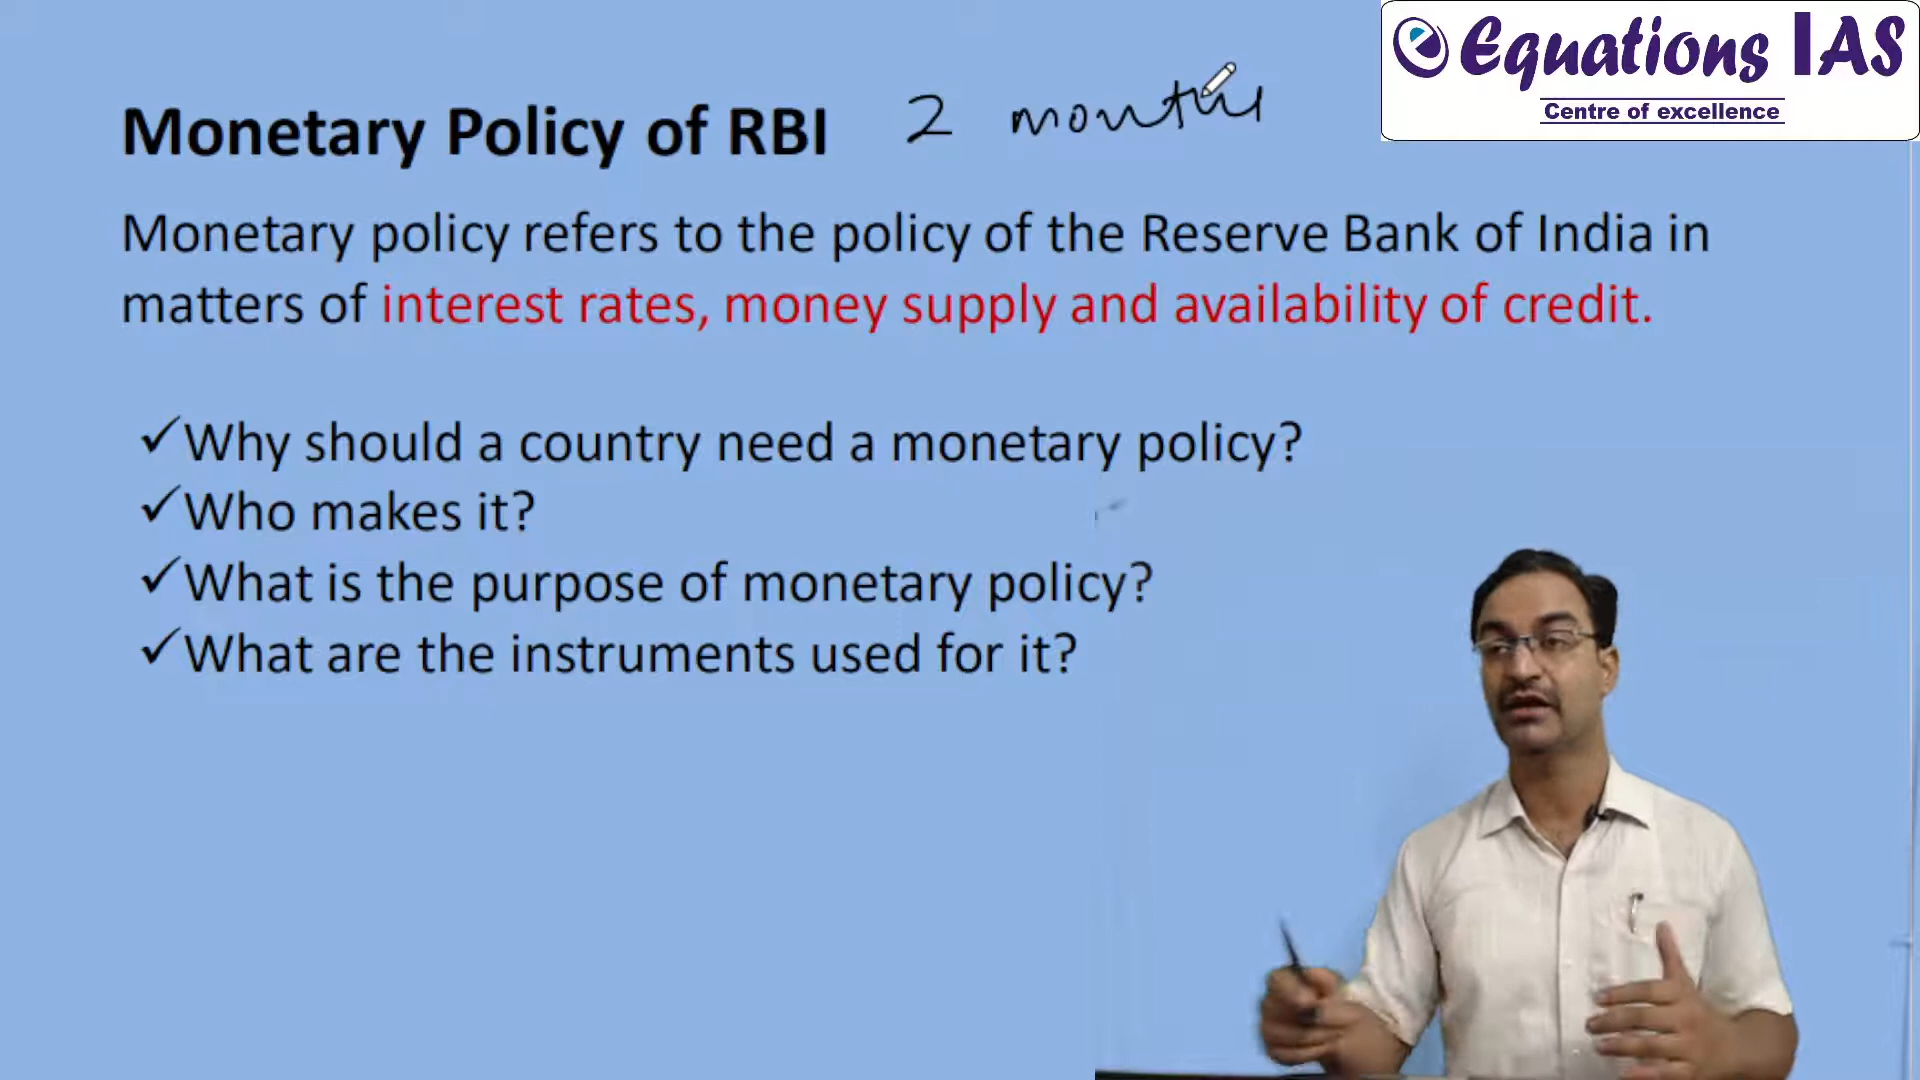 e Equations IAS
Centre of excellence
Monetary Policy of RBI 2 months
Monetary policy refers to the policy of the Reserve Bank of India in
matters of interest rates, money supply and availability of credit.
✓Why should a country need a monetary policy?
✓Who makes it?
✓What is the purpose of monetary policy?
✓What are the instruments used for it?